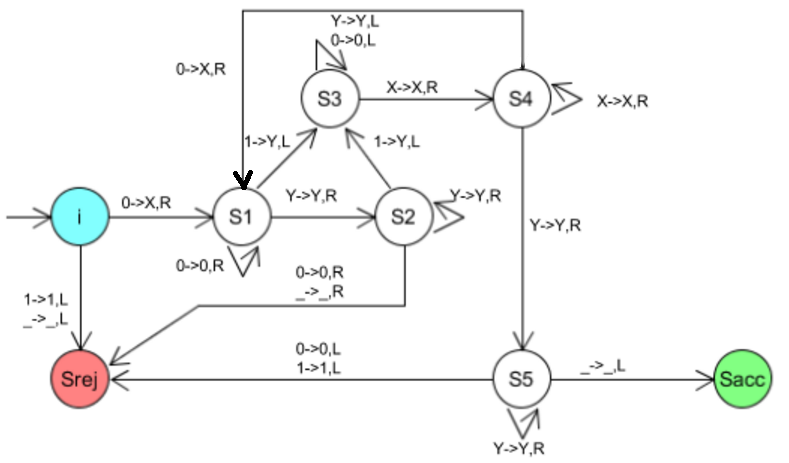 Y->Y,L
0->0,L
0->X,R
S3
X->X,R
S4
X->X,R
1->Y,L
1->Y,L
i
0->X,R
S1
Y->Y,R
S2
Y->Y,R
Y->Y,R
0->0,R
0->0,R
_->_,R
1->1,L
_->_,L
0->0,L
1->1,L
Srej
S5
_->_,L
Sacc
Y->Y,R